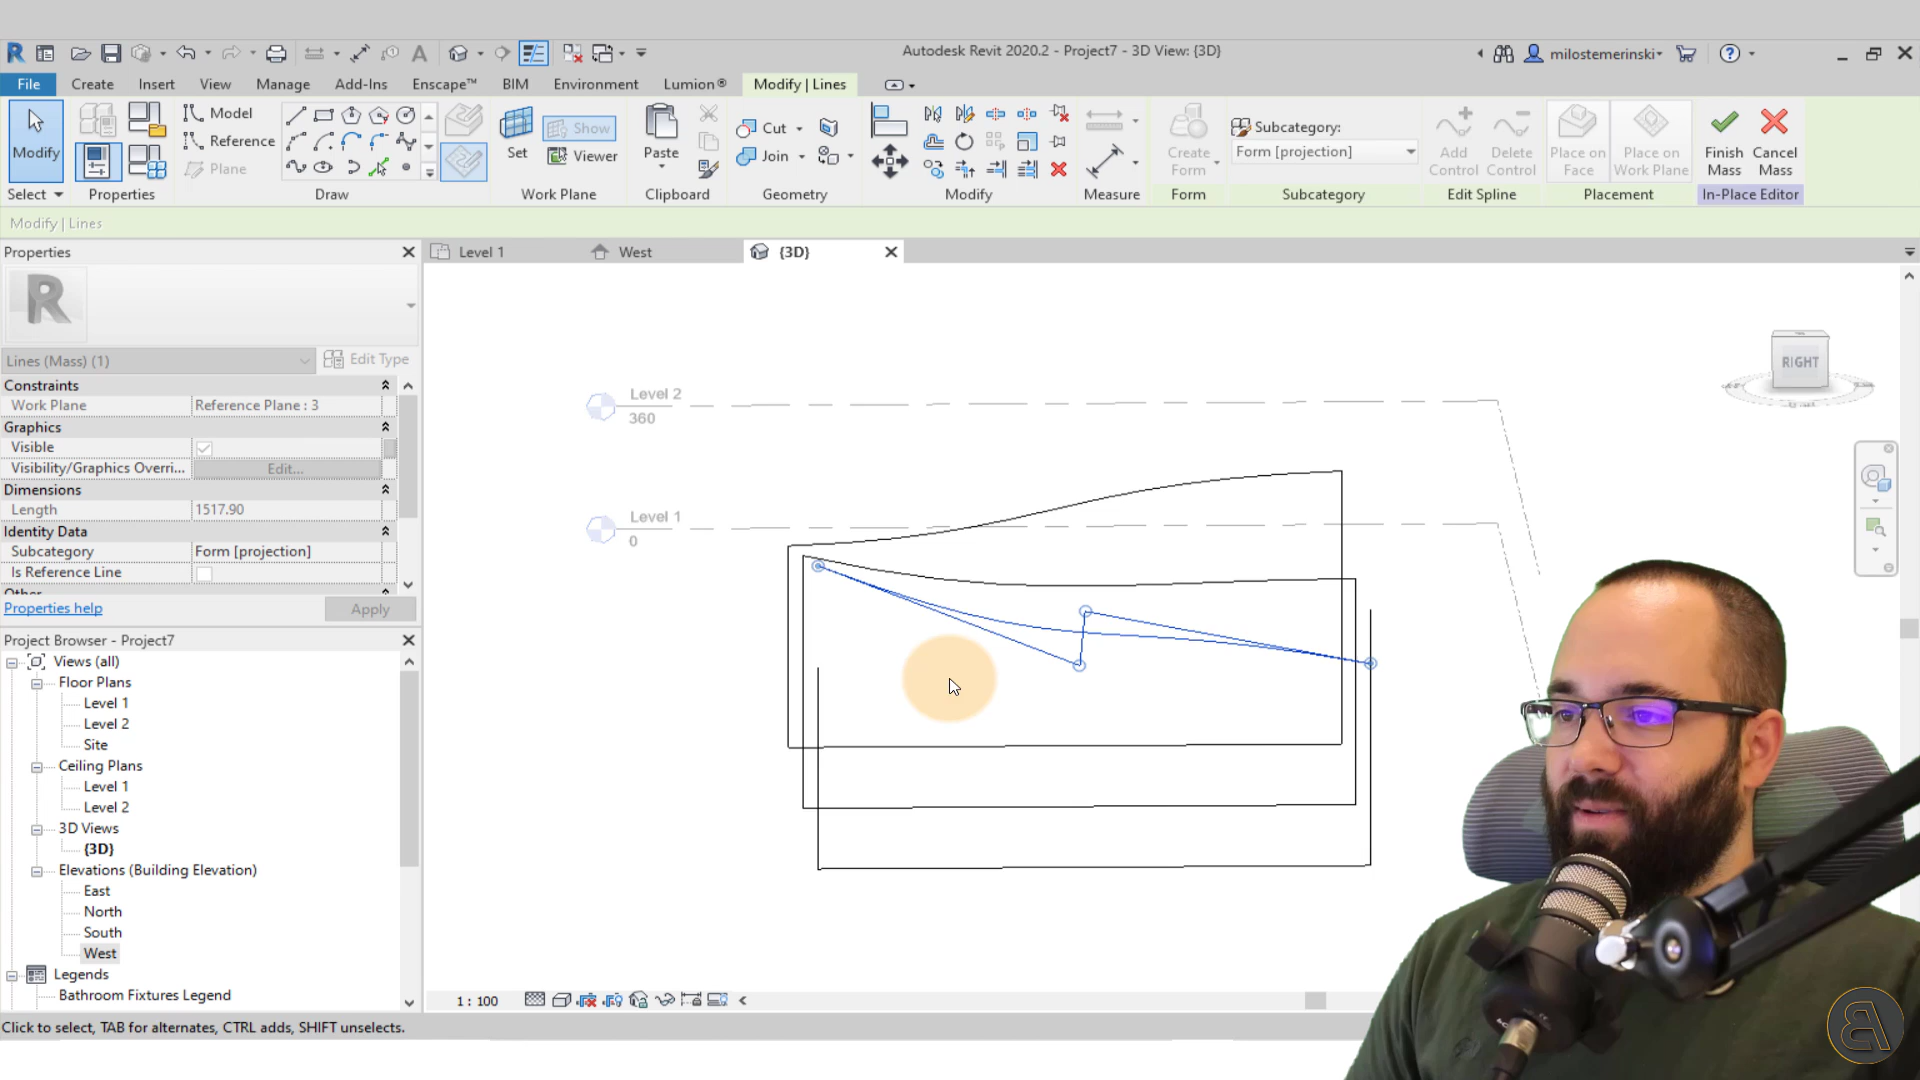 Autodesk Revit 2020.2 - Project7 - 3D View: {3D}
milostemerinski
File
Create
Insert
View
Manage
Add-Ins
Enscape™
BIM
Environment
Lumion®
Modify | Lines
Modify
Model
Reference
Plane
Set
Show
Viewer
Paste
Cut
Join
Create Form
Subcategory:
Form [projection]
Add Control
Delete Control
Place on Face
Place on Work Plane
Finish Mass
Cancel Mass
Select
Properties
Draw
Work Plane
Clipboard
Geometry
Modify
Measure
Form
Subcategory
Edit Spline
Placement
In-Place Editor
Modify | Lines
Properties
R
Lines (Mass) (1)
Edit Type
Constraints
Work Plane
Reference Plane : 3
Graphics
Visible
Visibility/Graphics Overri...
Edit...
Dimensions
Length
1517.90
Identity Data
Subcategory
Form [projection]
Is Reference Line
Other
Properties help
Apply
Project Browser - Project7
Views (all)
Floor Plans
Level 1
Level 2
Site
Ceiling Plans
Level 1
Level 2
3D Views
{3D}
Elevations (Building Elevation)
East
North
South
West
Legends
Bathroom Fixtures Legend
Level 1
West
{3D}
Level 2
360
Level 1
0
RIGHT
1 : 100
Click to select, TAB for alternates, CTRL adds, SHIFT unselects.